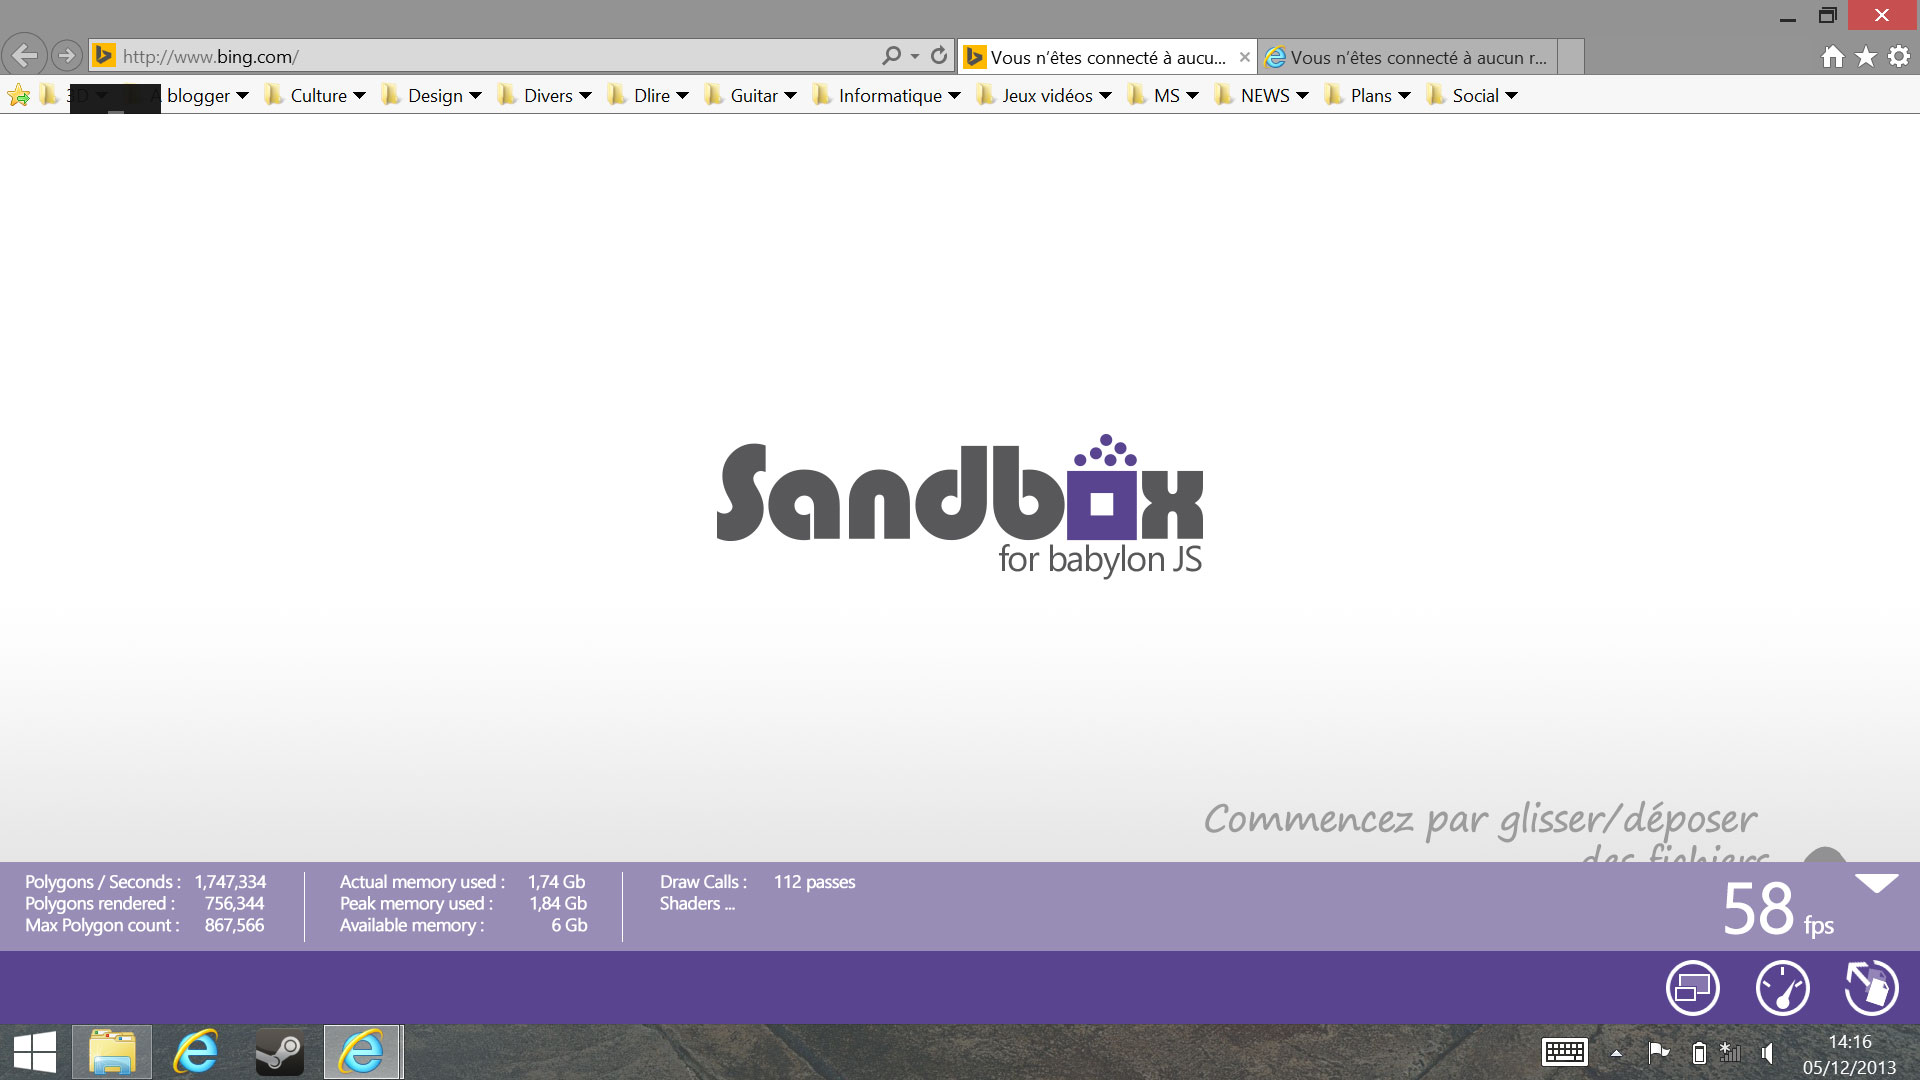 http://www.bing.com/
Vous n'êtes connecté à aucu...
Vous n'êtes connecté à aucun r...
3D
A blogger
Culture
Design
Divers
Dlire
Guitar
Informatique
Jeux vidéos
MS
NEWS
Plans
Social
Sandbox
for babylon JS
Commencez par glisser/déposer
des fichiers
Polygons / Seconds : 1,747,334
Polygons rendered : 756,344
Max Polygon count : 867,566
Actual memory used : 1,74 Gb
Peak memory used : 1,84 Gb
Available memory : 6 Gb
Draw Calls : 112 passes
Shaders ...
58 fps
14:16
05/12/2013